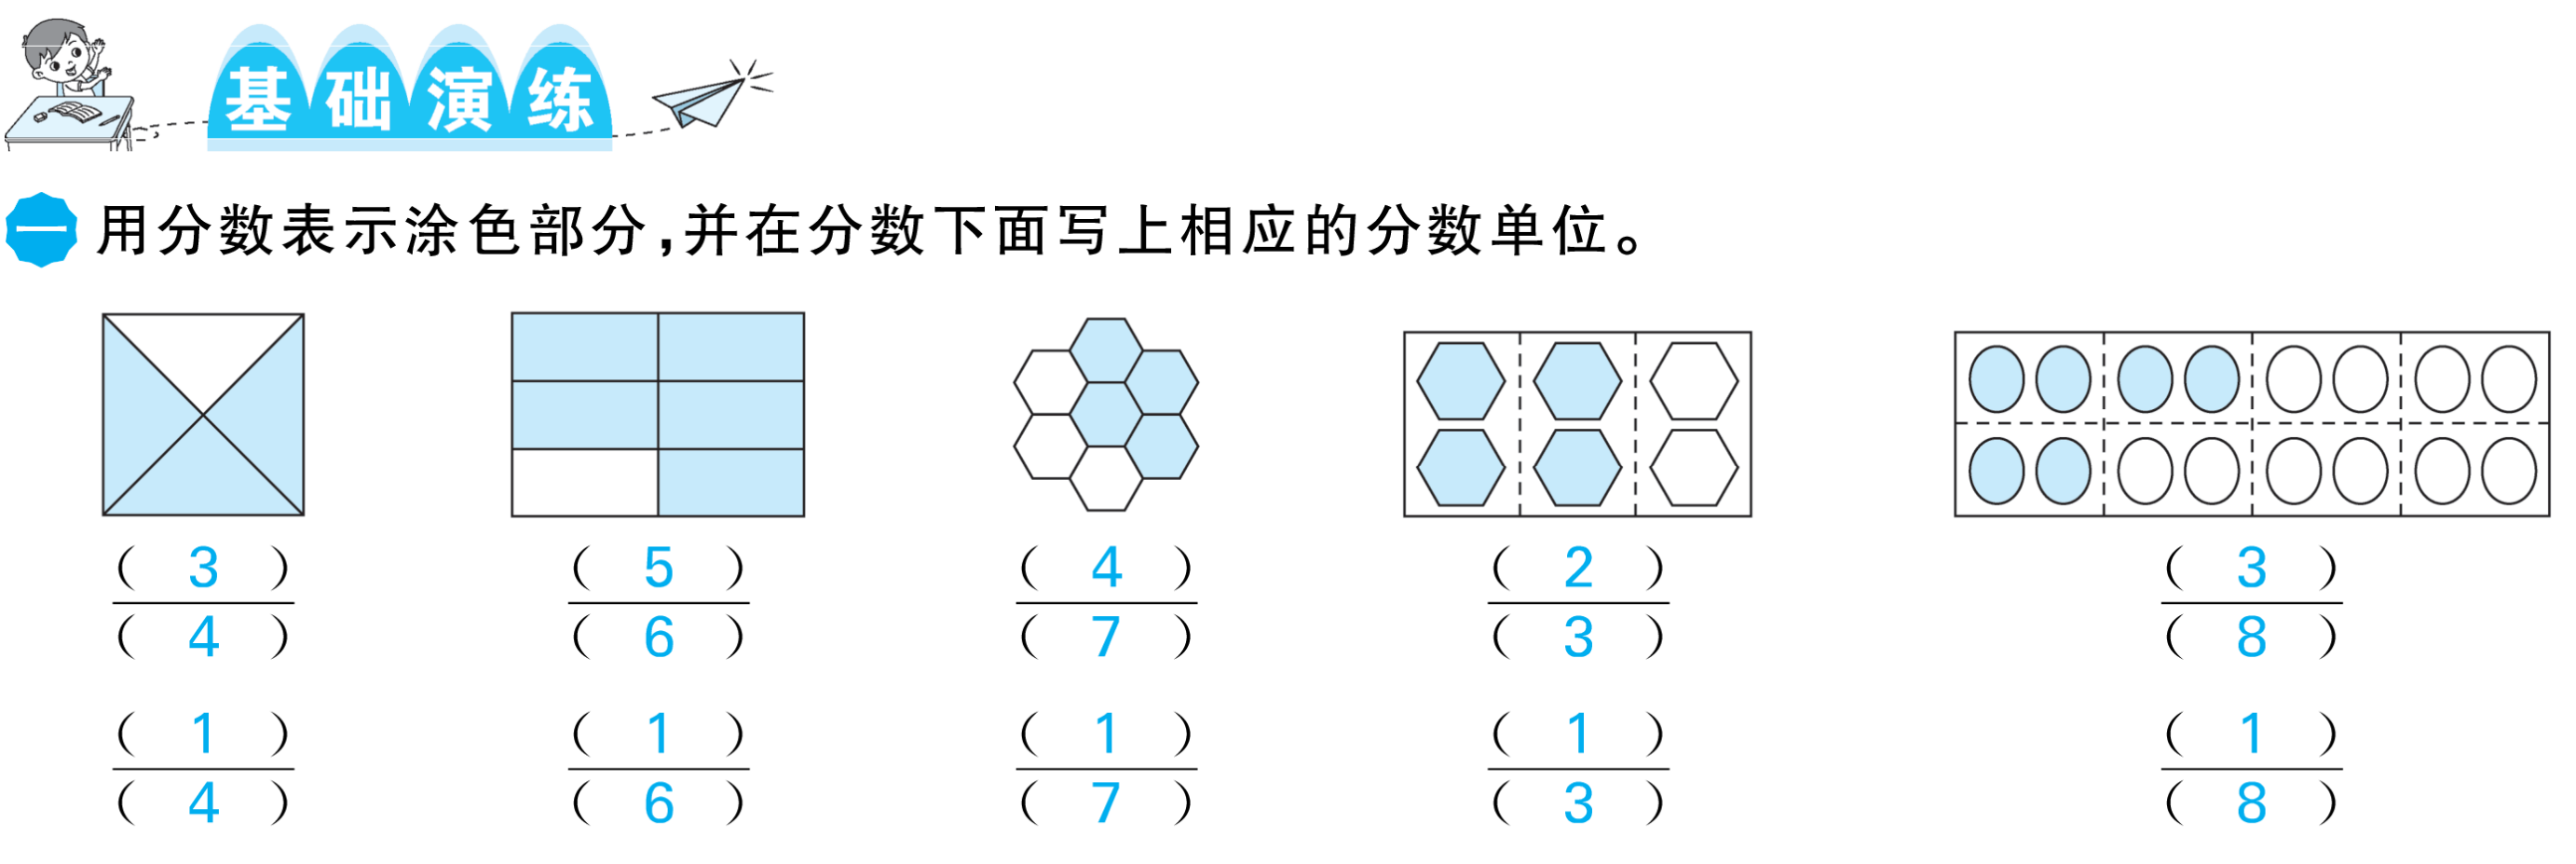 基础演练
一 用分数表示涂色部分,并在分数下面写上相应的分数单位。
( 3 ) ( 5 ) ( 4 ) ( 2 ) ( 3 )
( 4 ) ( 6 ) ( 7 ) ( 3 ) ( 8 )
( 1 ) ( 1 ) ( 1 ) ( 1 ) ( 1 )
( 4 ) ( 6 ) ( 7 ) ( 3 ) ( 8 )